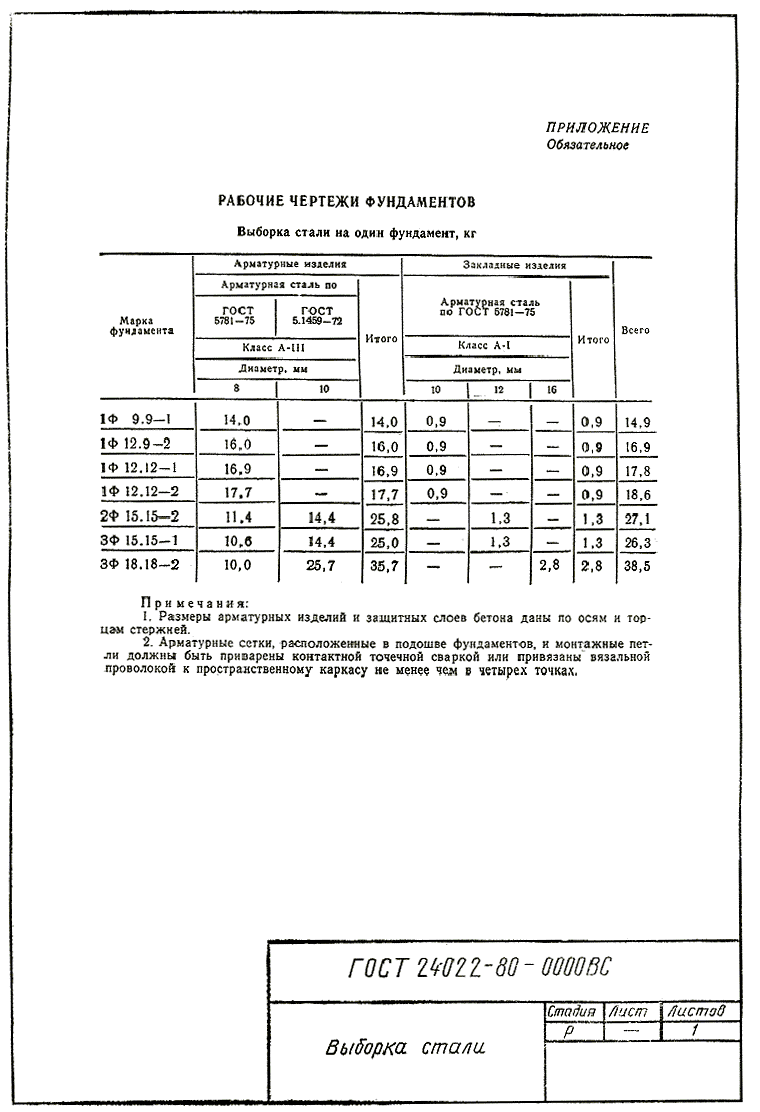 ПРИЛОЖЕНИЕ
Обязательное
РАБОЧИЕ ЧЕРТЕЖИ ФУНДАМЕНТОВ
Выборка стали на один фундамент, кг
Марка фундамента
Арматурные изделия
Закладные изделия
Всего
Арматурная сталь по
Итого
Арматурная сталь
по ГОСТ 5781—75
Итого
ГОСТ 5781—75
ГОСТ 5.1459—72
Класс А-III
Класс А-I
Диаметр, мм
Диаметр, мм
8 10 10 12 16
1Ф 9.9—1 14.0 — 14,0 0,9 — — 0,9 14,9
1Ф 12.9—2 16,0 — 16,0 0,9 — — 0,9 16,9
1Ф 12.12—1 16,9 — 16,9 0,9 — — 0,9 17,8
1Ф 12.12—2 17,7 — 17,7 0,9 — — 0,9 18,6
2Ф 15.15—2 11,4 14,4 25,8 — 1,3 — 1,3 27,1
3Ф 15.15—1 10,6 14,4 25,0 — 1,3 — 1,3 26,3
3Ф 18.18—2 10,0 25,7 35,7 — — 2,8 2,8 38,5
Примечания:
1. Размеры арматурных изделий и защитных слоев бетона даны по осям и тор-
цам стержней.
2. Арматурные сетки, расположенные в подошве фундаментов, и монтажные пет-
ли должны быть приварены контактной точечной сваркой или привязаны вязальной
проволокой к пространственному каркасу не менее чем в четырех точках.
ГОСТ 24022-80-0000ВС
Выборка стали
Стадия Лист Листов
Р — 1